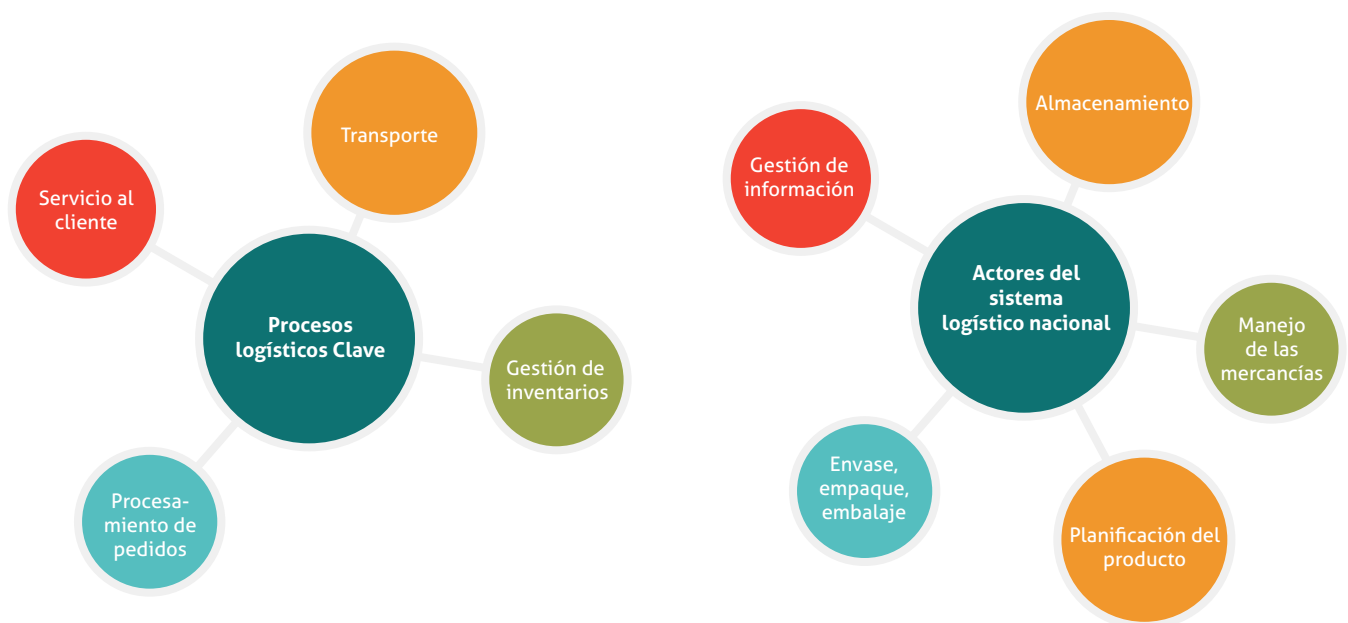 Transporte
Servicio al
cliente
Procesos
logísticos Clave
Gestión de
inventarios
Procesa-
miento de
pedidos
Almacenamiento
Gestión de
información
Actores del
sistema
logístico nacional
Manejo
de las
mercancías
Envase,
empaque,
embalaje
Planificación del
producto